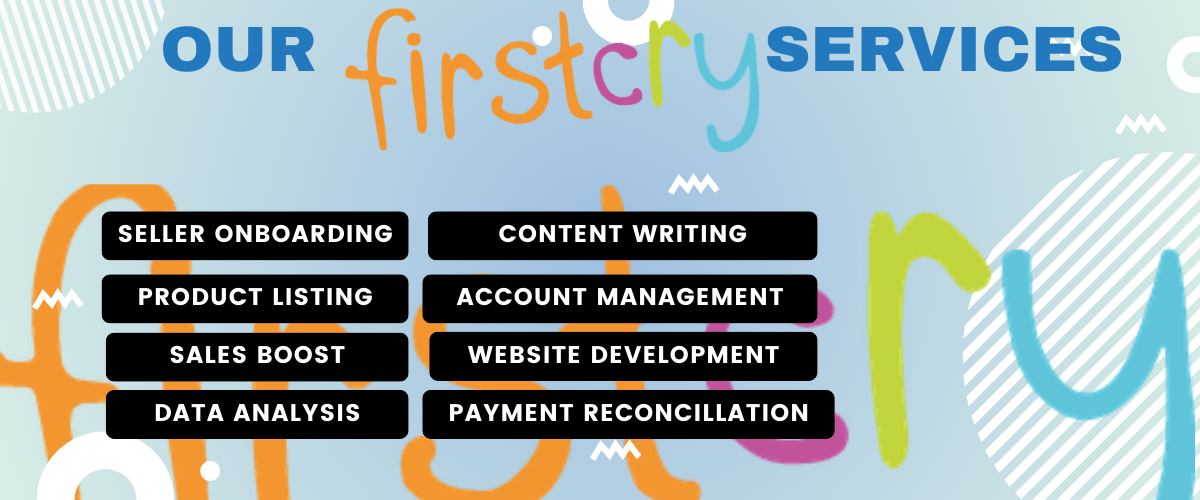 OUR firstcry SERVICES
firstcry
SELLER ONBOARDING
CONTENT WRITING
PRODUCT LISTING
ACCOUNT MANAGEMENT
SALES BOOST
WEBSITE DEVELOPMENT
DATA ANALYSIS
PAYMENT RECONCILLATION